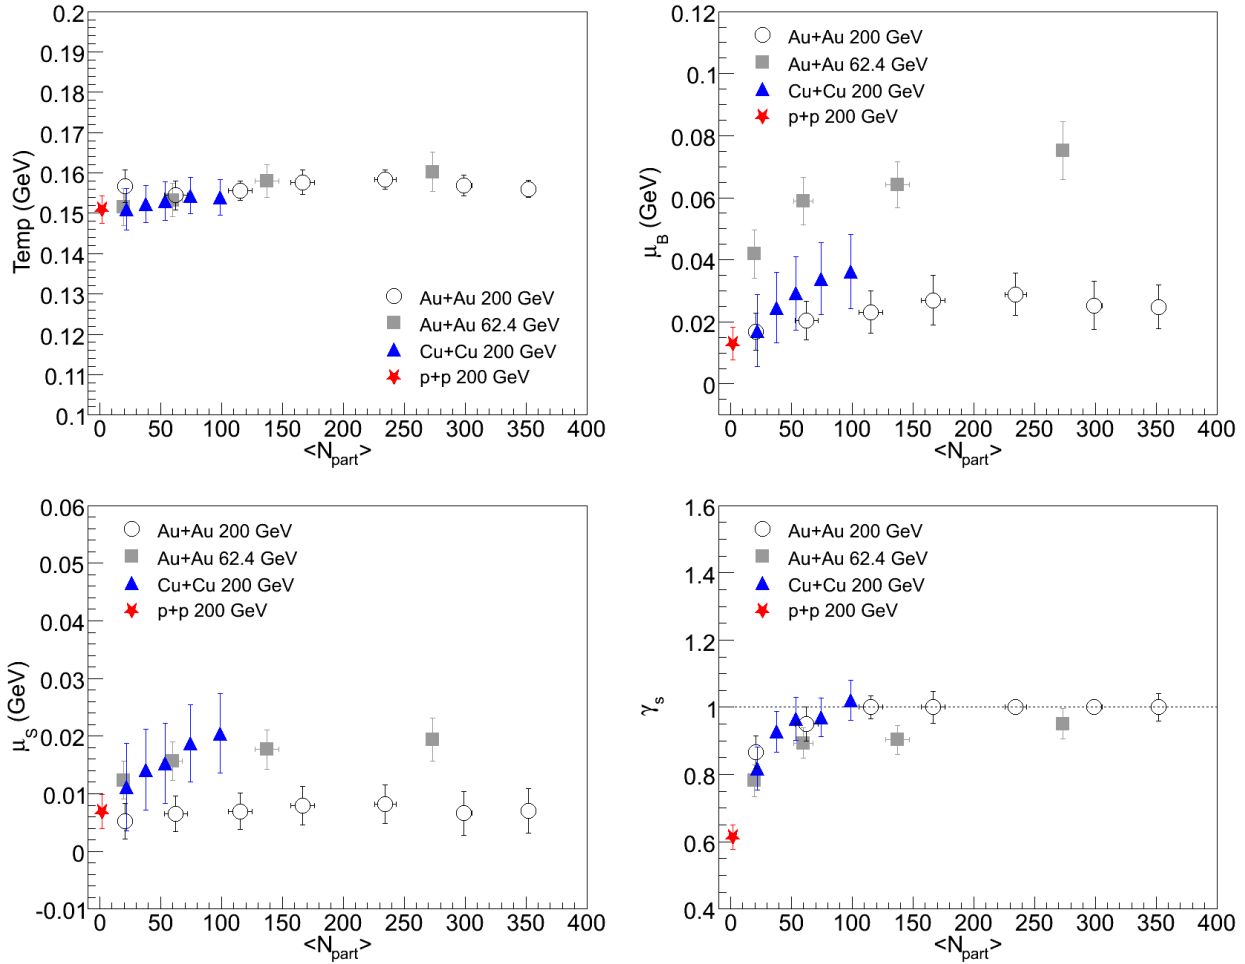 0.2
0.19
0.18
0.17
0.16
0.15
0.14
0.13
0.12
0.11
0.1
Temp (GeV)
Au+Au 200 GeV
Au+Au 62.4 GeV
Cu+Cu 200 GeV
p+p 200 GeV
0 50 100 150 200 250 300 350 400
<N_part>
0.12
0.1
0.08
0.06
0.04
0.02
0
μ_B (GeV)
Au+Au 200 GeV
Au+Au 62.4 GeV
Cu+Cu 200 GeV
p+p 200 GeV
0 50 100 150 200 250 300 350 400
<N_part>
0.06
0.05
0.04
0.03
0.02
0.01
0
-0.01
μ_S (GeV)
Au+Au 200 GeV
Au+Au 62.4 GeV
Cu+Cu 200 GeV
p+p 200 GeV
0 50 100 150 200 250 300 350 400
<N_part>
1.6
1.4
1.2
1
0.8
0.6
0.4
γ_s
Au+Au 200 GeV
Au+Au 62.4 GeV
Cu+Cu 200 GeV
p+p 200 GeV
0 50 100 150 200 250 300 350 400
<N_part>